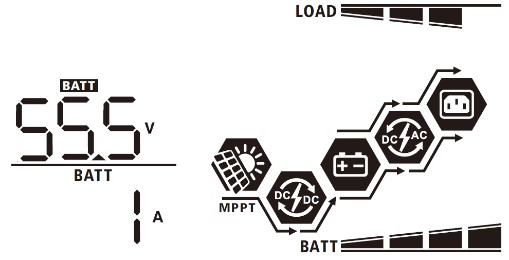 LOAD
BATT
55.5 V
BATT
1 A
MPPT
DC DC
DC AC
BATT